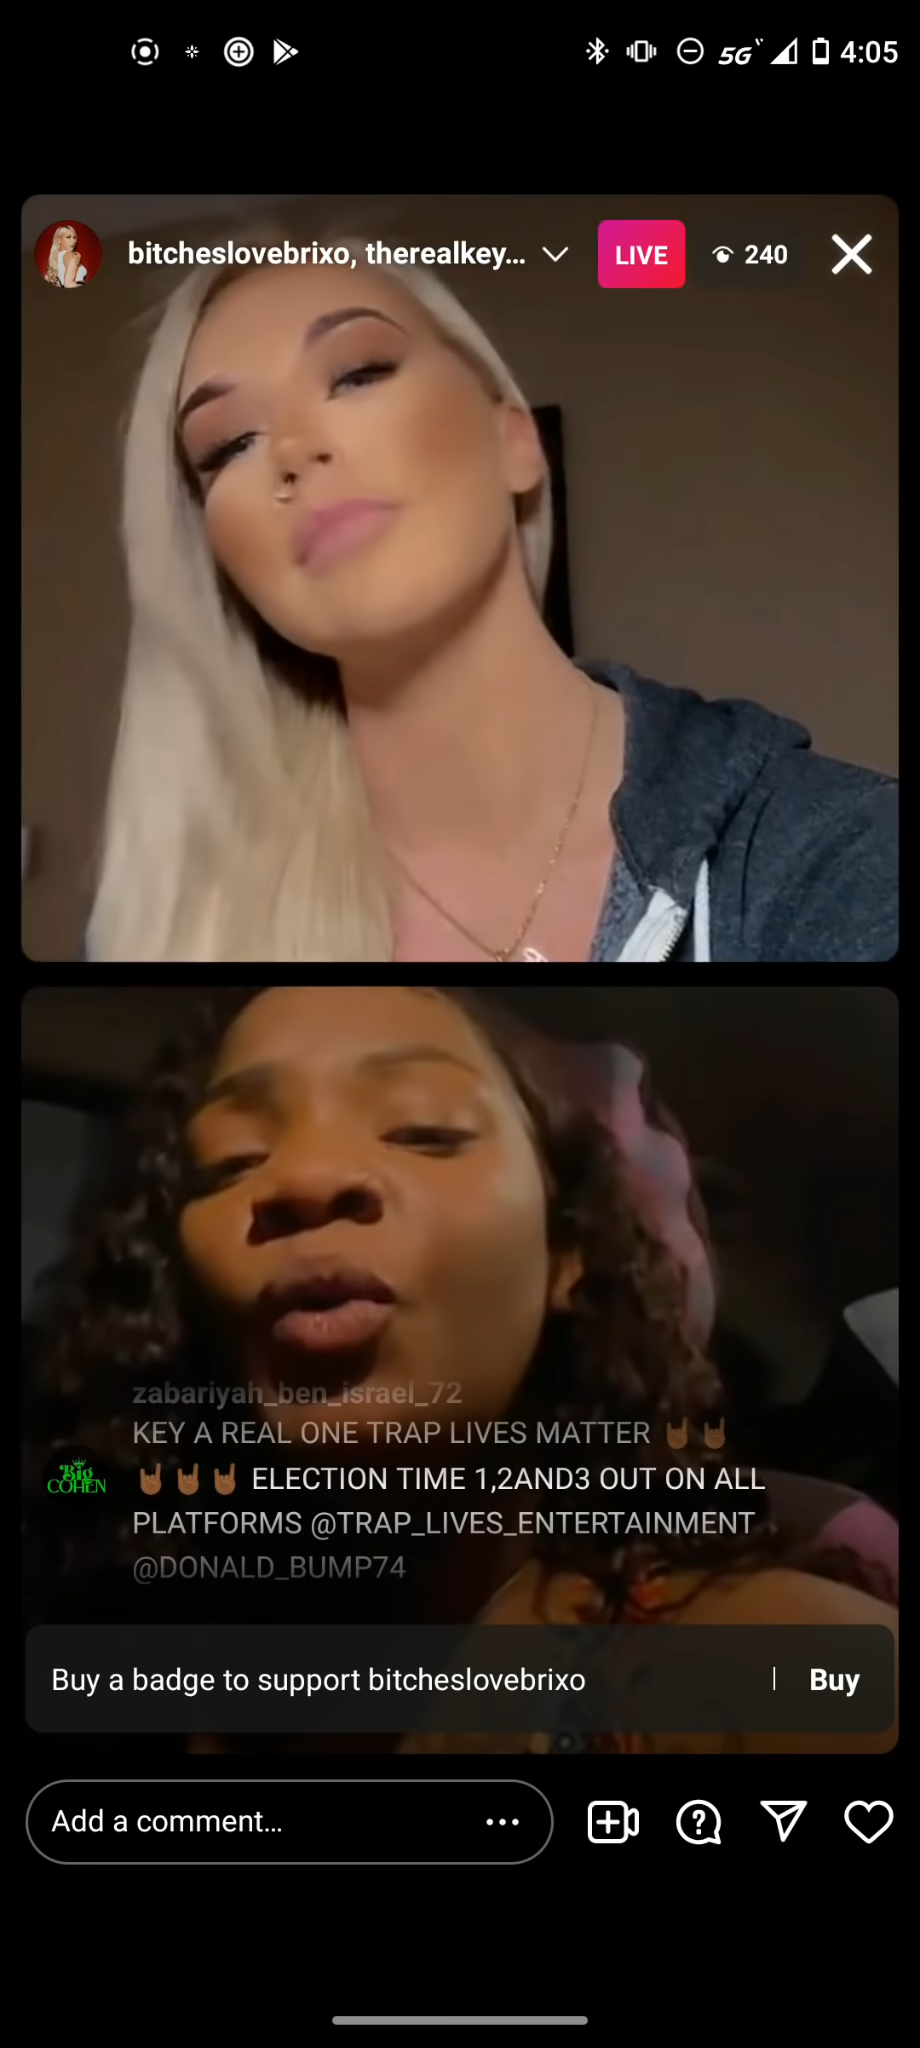 5G 4:05
bitcheslovebrixo, therealkey... LIVE 240
zabariyah_ben_israel_72
KEY A REAL ONE TRAP LIVES MATTER 🤘🏾🤘🏾
🤘🏾🤘🏾🤘🏾 ELECTION TIME 1,2AND3 OUT ON ALL
PLATFORMS @TRAP_LIVES_ENTERTAINMENT
@DONALD_BUMP74
Big
COHEN
Buy a badge to support bitcheslovebrixo | Buy
Add a comment...